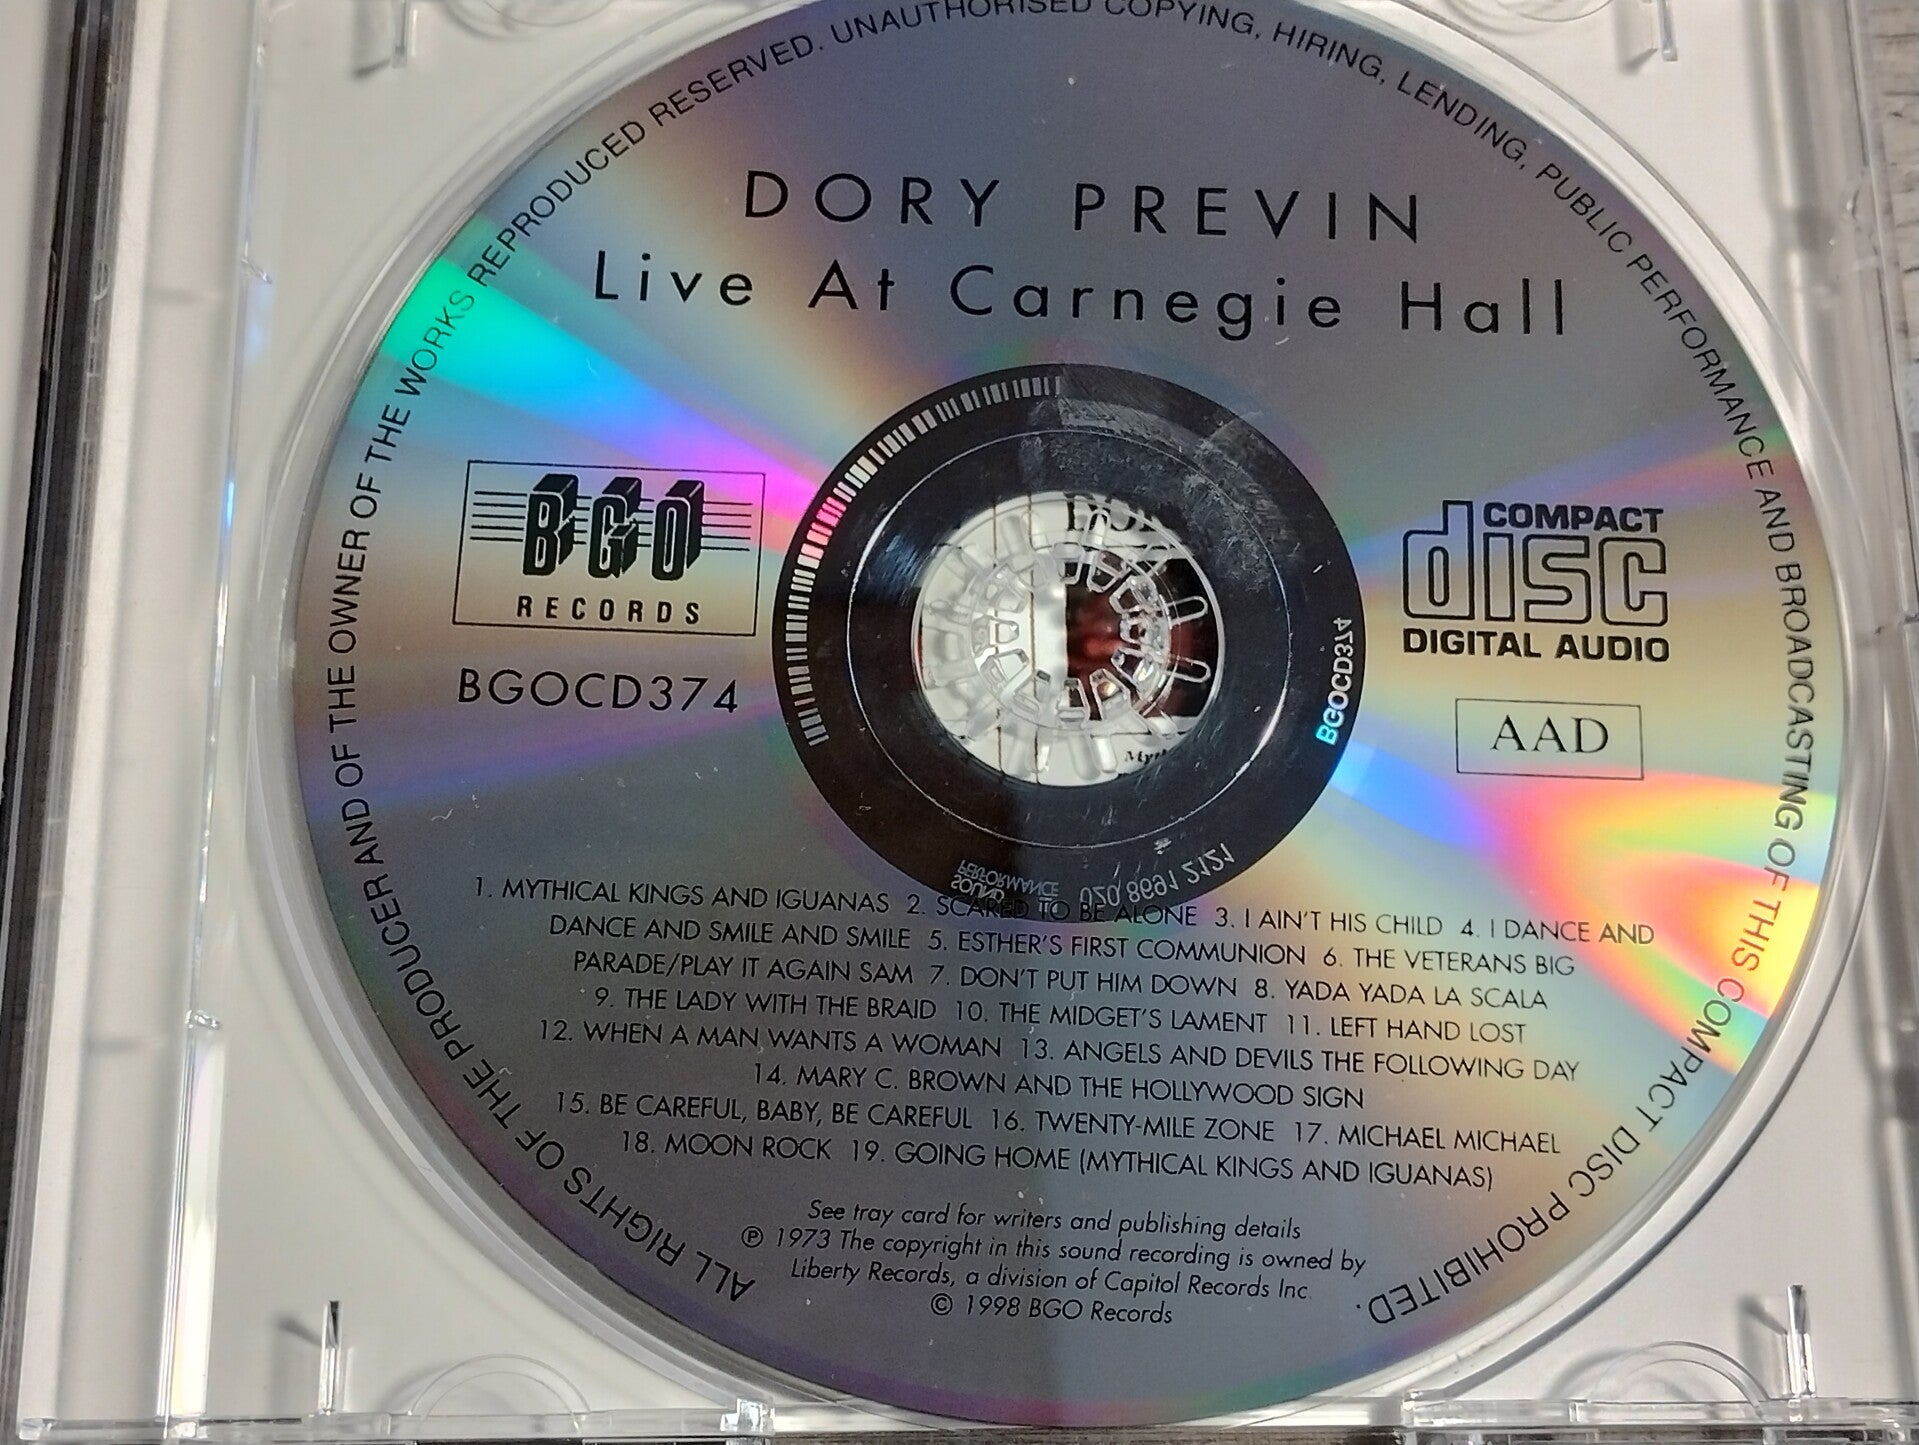 ALL RIGHTS OF THE PRODUCER AND OF THE OWNER OF THE WORKS REPRODUCED RESERVED. UNAUTHORISED COPYING, HIRING, LENDING, PUBLIC PERFORMANCE AND BROADCASTING OF THIS COMPACT DISC PROHIBITED.
DORY PREVIN
Live At Carnegie Hall
BGO
RECORDS
BGOCD374
COMPACT
disc
DIGITAL AUDIO
AAD
BGOCD374
SOUND
PERFORMANCE
020 8691 2121
1. MYTHICAL KINGS AND IGUANAS 2. SCARED TO BE ALONE 3. I AIN'T HIS CHILD 4. I DANCE AND
DANCE AND SMILE AND SMILE 5. ESTHER'S FIRST COMMUNION 6. THE VETERANS BIG
PARADE/PLAY IT AGAIN SAM 7. DON'T PUT HIM DOWN 8. YADA YADA LA SCALA
9. THE LADY WITH THE BRAID 10. THE MIDGET'S LAMENT 11. LEFT HAND LOST
12. WHEN A MAN WANTS A WOMAN 13. ANGELS AND DEVILS THE FOLLOWING DAY
14. MARY C. BROWN AND THE HOLLYWOOD SIGN
15. BE CAREFUL, BABY, BE CAREFUL 16. TWENTY-MILE ZONE 17. MICHAEL MICHAEL
18. MOON ROCK 19. GOING HOME (MYTHICAL KINGS AND IGUANAS)
See tray card for writers and publishing details
℗ 1973 The copyright in this sound recording is owned by
Liberty Records, a division of Capitol Records Inc.
© 1998 BGO Records